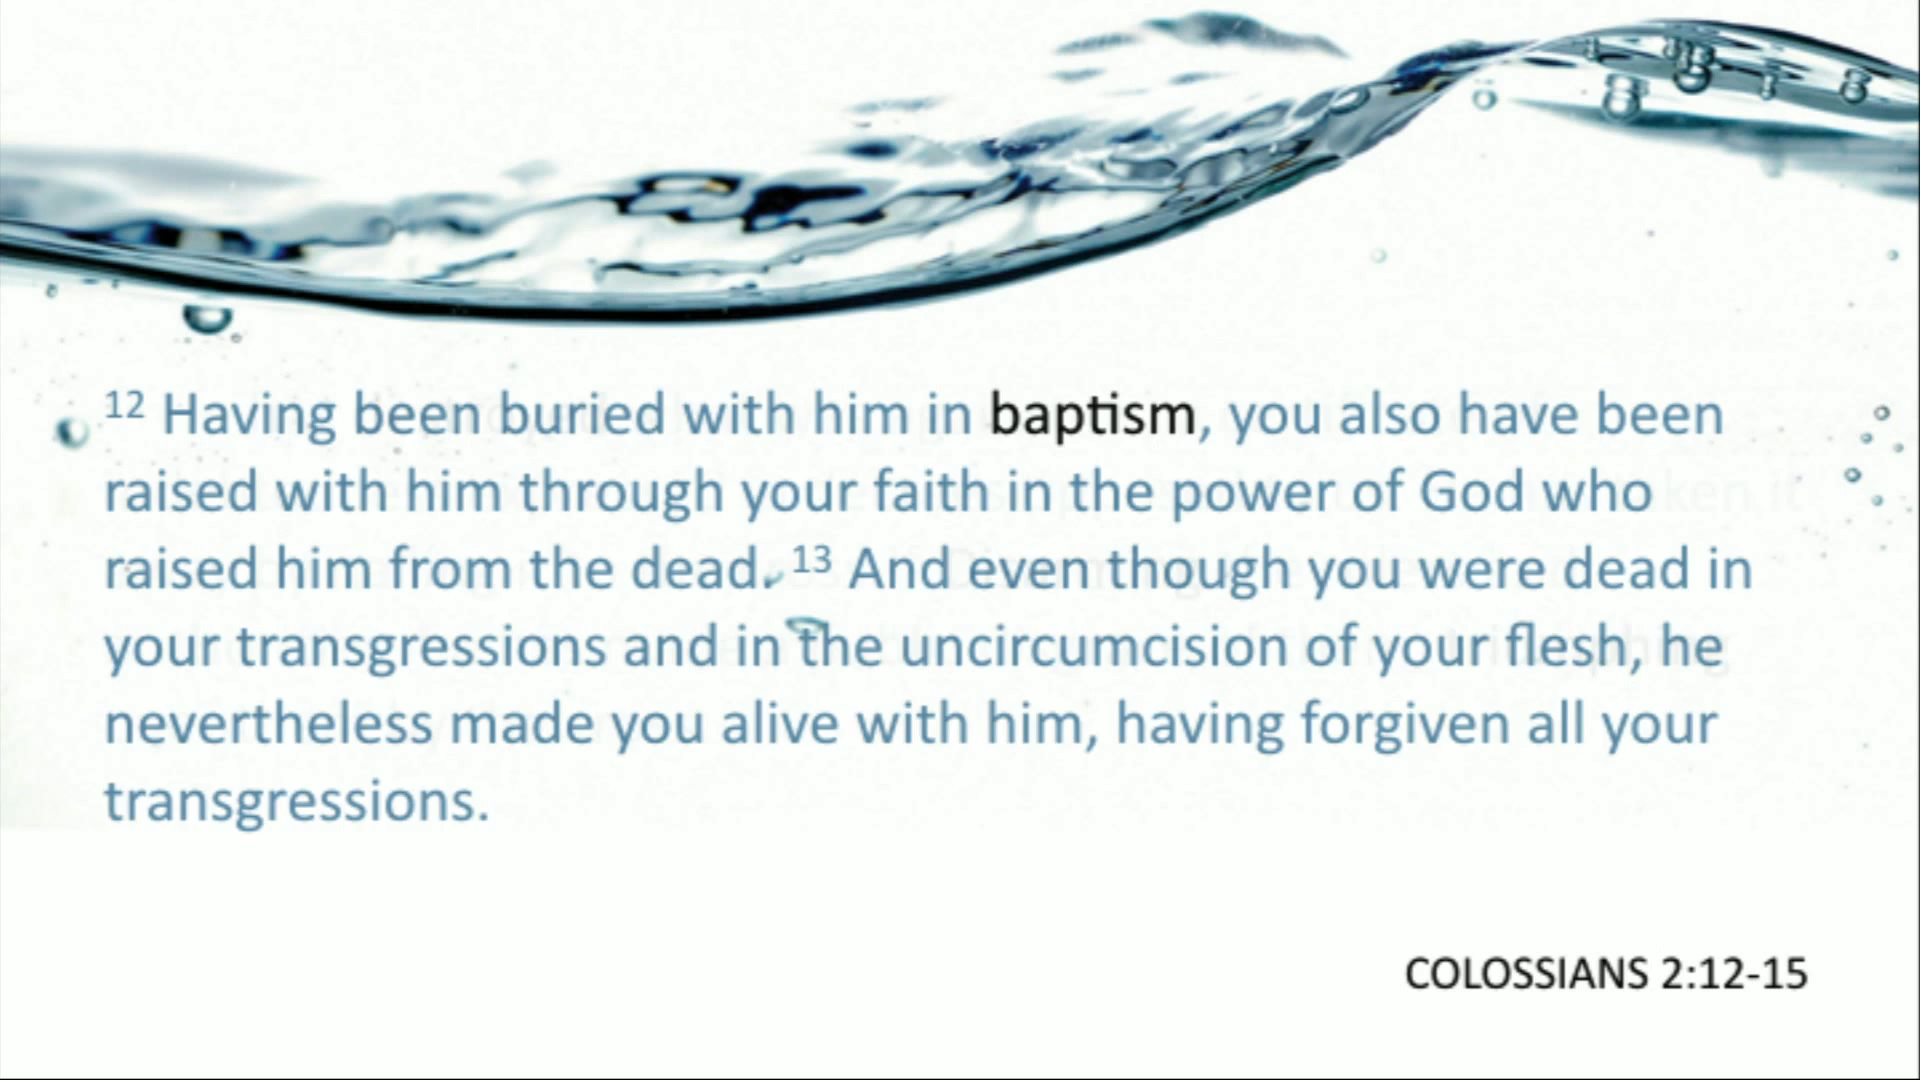 12 Having been buried with him in baptism, you also have been
raised with him through your faith in the power of God who
raised him from the dead. 13 And even though you were dead in
your transgressions and in the uncircumcision of your flesh, he
nevertheless made you alive with him, having forgiven all your
transgressions.
COLOSSIANS 2:12-15